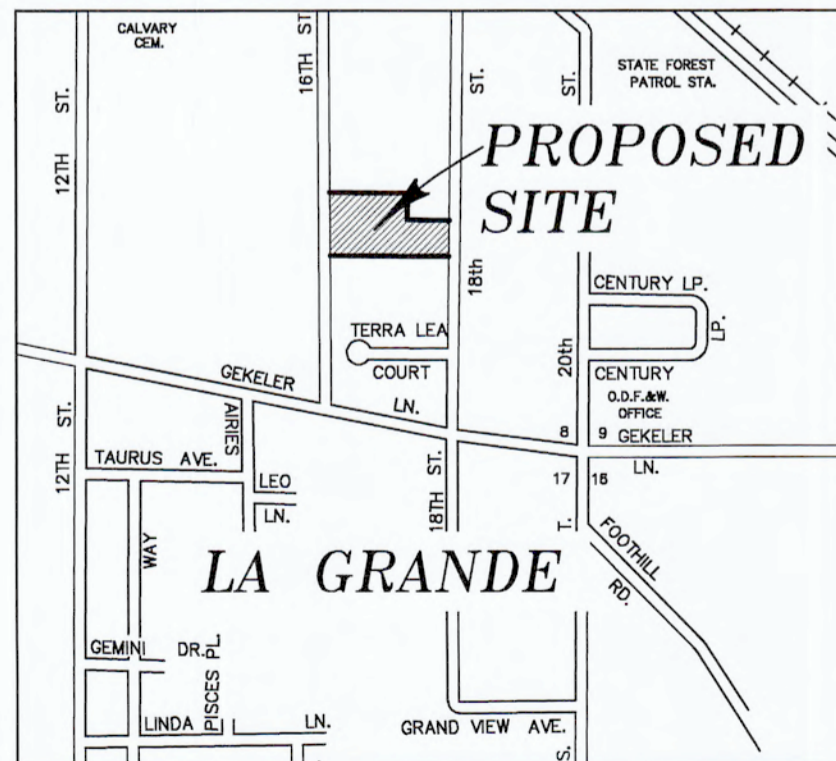 CALVARY
CEM.
16TH ST
ST.
ST.
STATE FOREST
PATROL STA.
12TH ST.
PROPOSED
SITE
18th
CENTURY LP.
LP.
TERRA LEA
COURT
20th
CENTURY
O.D.F.&W.
OFFICE
GEKELER
LN.
AIRIES
8
9
GEKELER
LN.
12TH ST.
TAURUS AVE.
LEO
LN.
18TH ST.
17
16
T.
FOOTHILL
RD.
WAY
LA GRANDE
GEMINI DR.
PISCES PL.
LINDA LN.
GRAND VIEW AVE.
S.